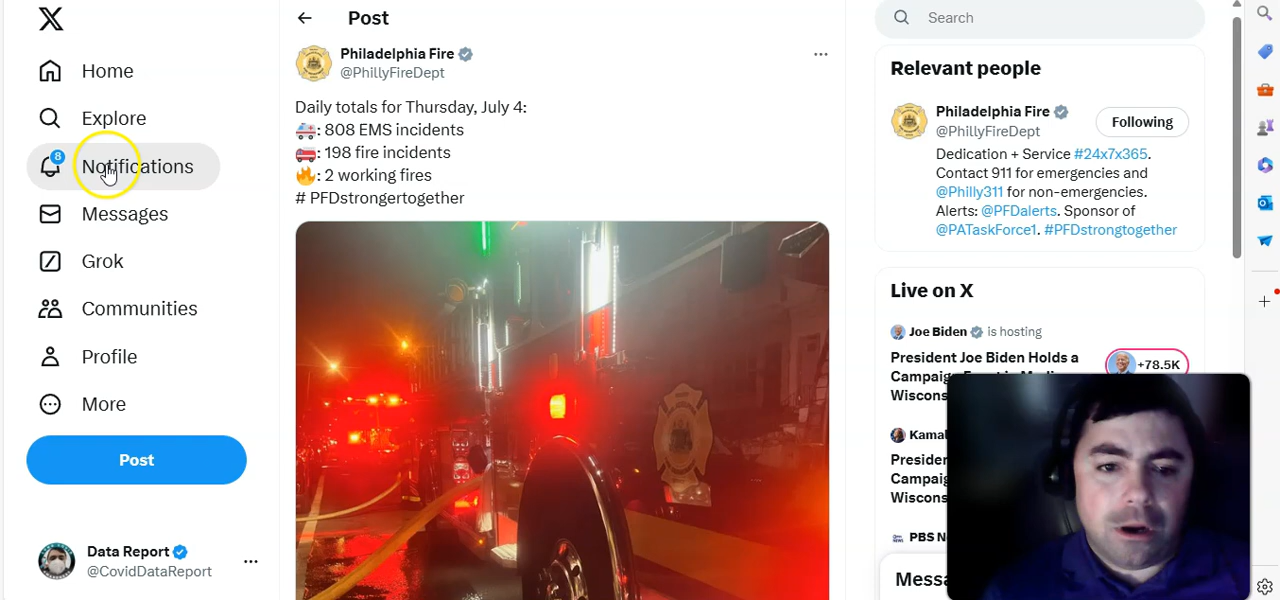 Home
Explore
8
Notifications
Messages
Grok
Communities
Profile
More
Post
Data Report
@CovidDataReport
Post
Philadelphia Fire
@PhillyFireDept
Daily totals for Thursday, July 4:
🚑: 808 EMS incidents
🚒: 198 fire incidents
🔥: 2 working fires
# PFDstrongertogether
Search
Relevant people
Philadelphia Fire
@PhillyFireDept
Following
Dedication + Service #24x7x365.
Contact 911 for emergencies and
@Philly311 for non-emergencies.
Alerts: @PFDalerts. Sponsor of
@PATaskForce1. #PFDstrongtogether
Live on X
Joe Biden is hosting
President Joe Biden Holds a
Campaign
Wiscons
+78.5K
Kamal
Presiden
Campaig
Wiscons
PBS N
Messa